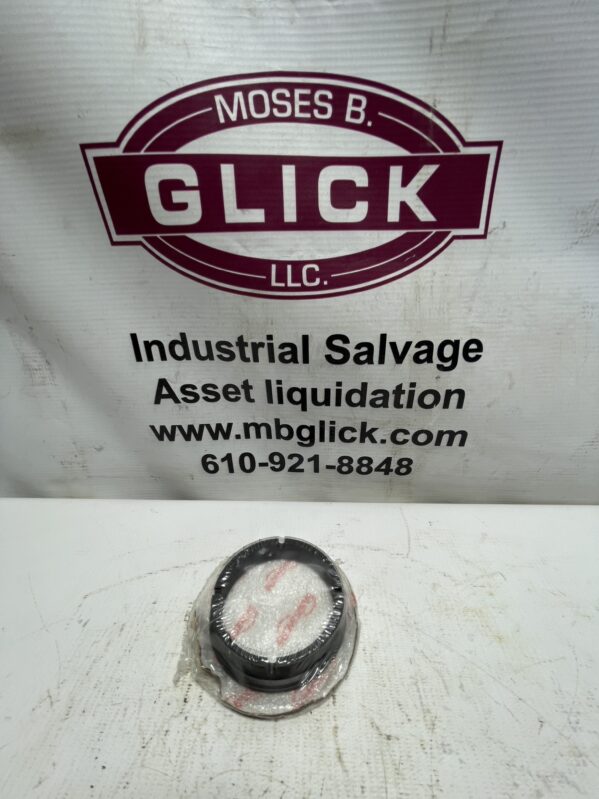 MOSES B.
GLICK
LLC.
Industrial Salvage
Asset liquidation
www.mbglick.com
610-921-8848